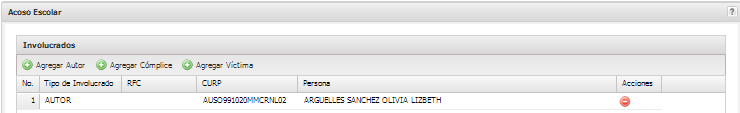 Acoso Escolar ?
Involucrados
Agregar Autor Agregar Cómplice Agregar Víctima
No. Tipo de Involucrado RFC CURP Persona Acciones
1 AUTOR AUSO991020MMCRNL02 ARGUELLES SANCHEZ OLIVIA LIZBETH